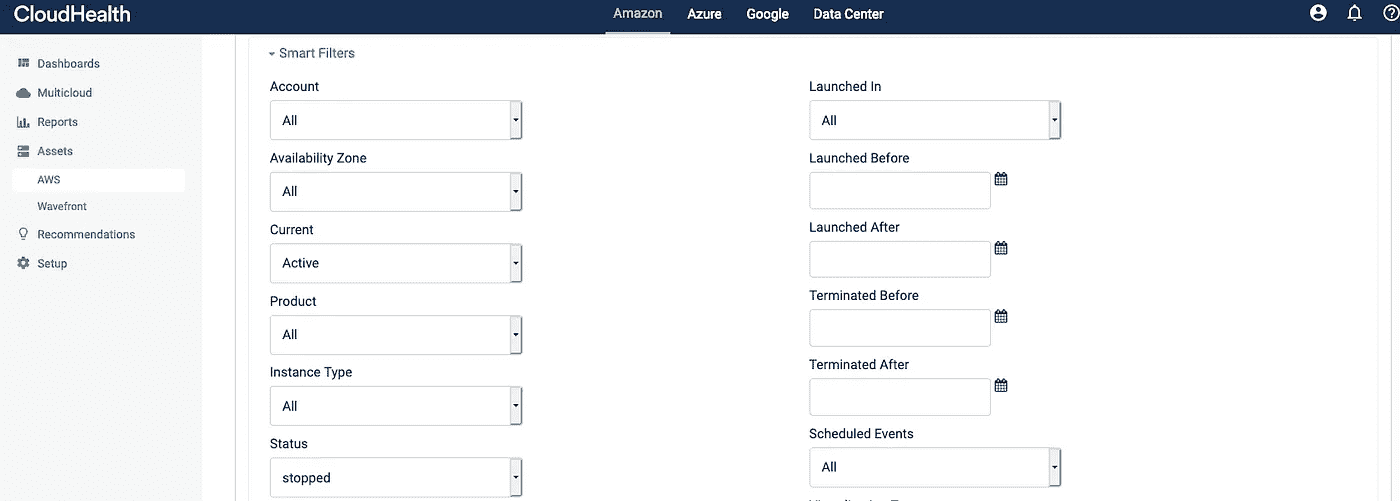 CloudHealth
Amazon Azure Google Data Center
Dashboards
Multicloud
Reports
Assets
AWS
Wavefront
Recommendations
Setup
Smart Filters
Account
All
Availability Zone
All
Current
Active
Product
All
Instance Type
All
Status
stopped
Launched In
All
Launched Before
Launched After
Terminated Before
Terminated After
Scheduled Events
All